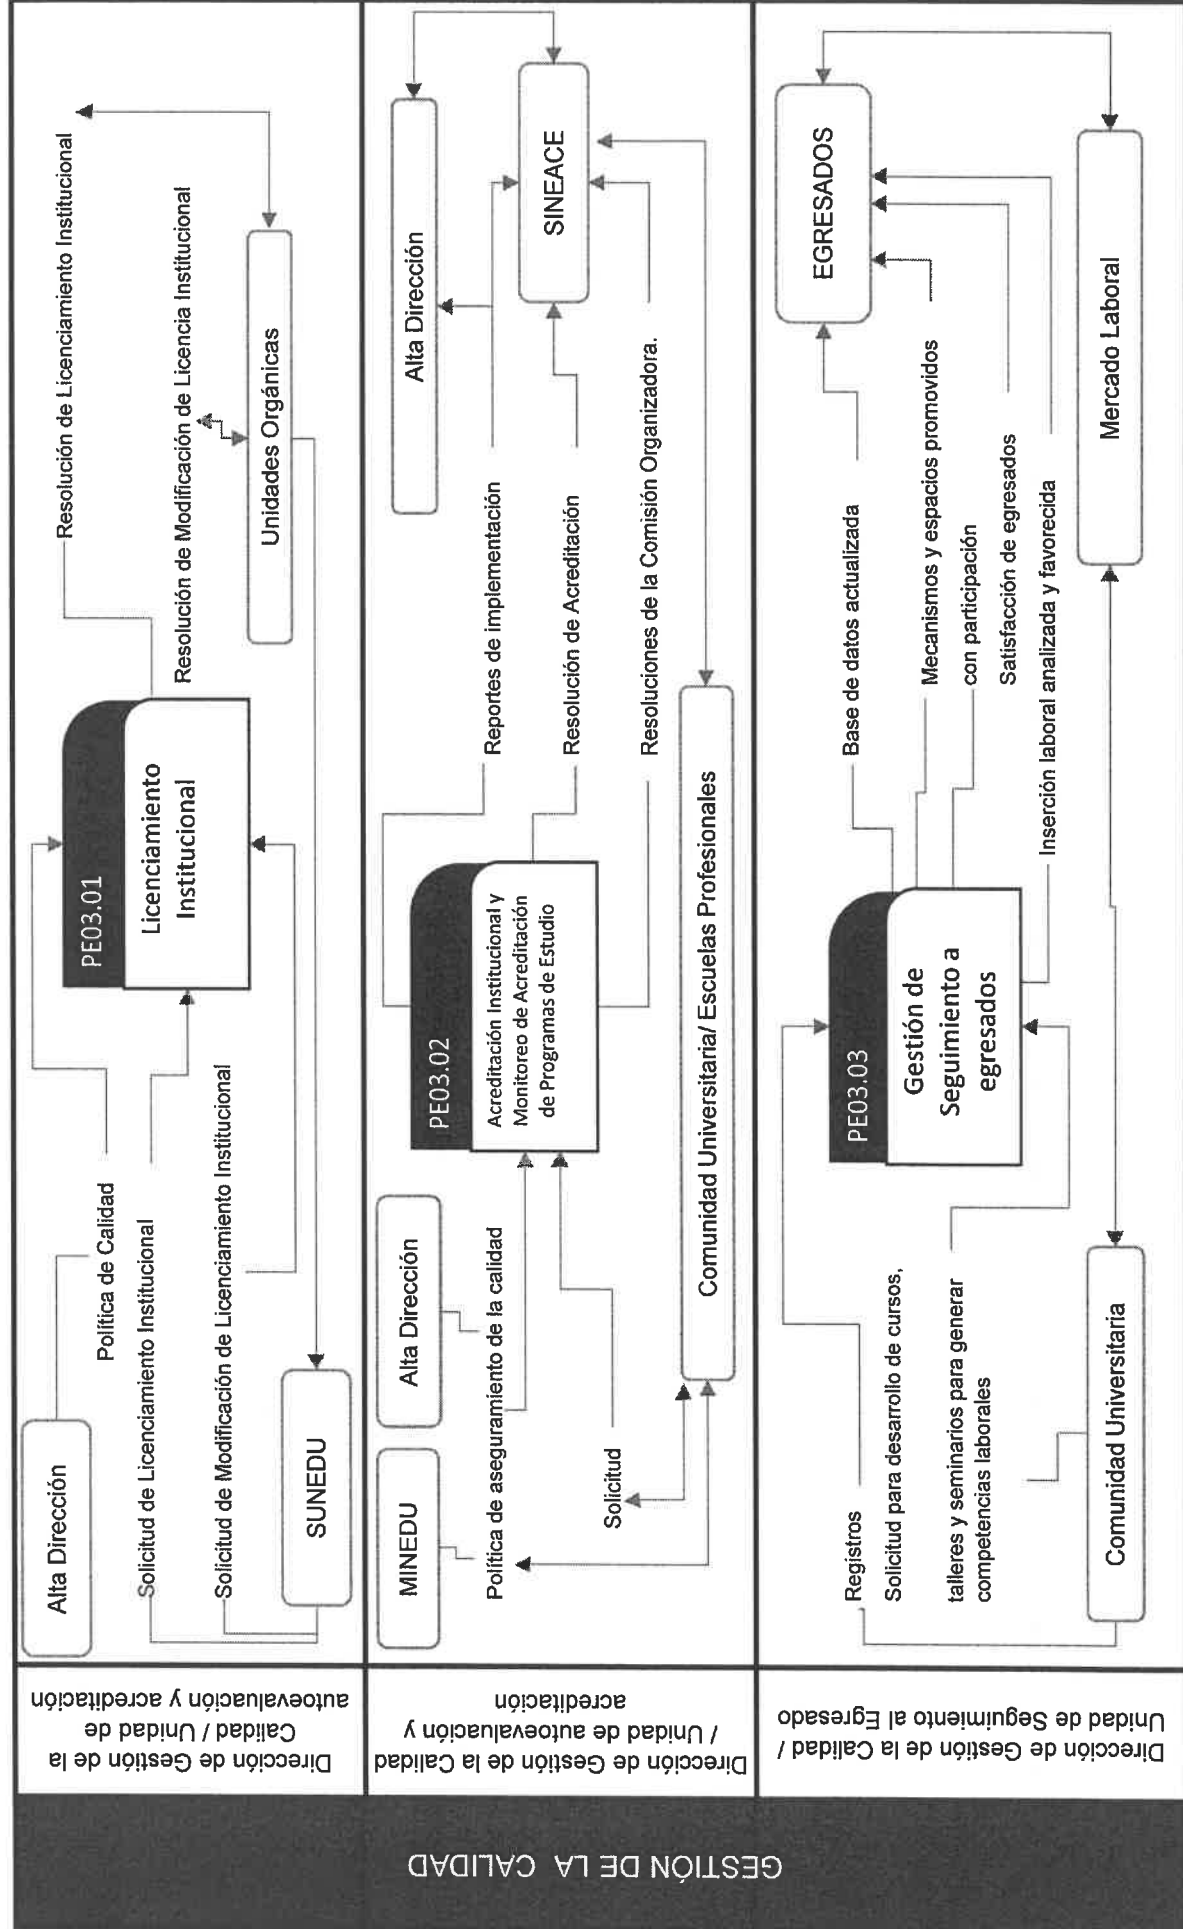 GESTIÓN DE LA CALIDAD
Dirección de Gestión de la
Calidad / Unidad de
autoevaluación y acreditación
Alta Dirección
Política de Calidad
Solicitud de Licenciamiento Institucional
Solicitud de Modificación de Licenciamiento Institucional
SUNEDU
PE03.01
Licenciamiento
Institucional
Resolución de Licenciamiento Institucional
Resolución de Modificación de Licencia Institucional
Unidades Orgánicas
Dirección de Gestión de la Calidad
/ Unidad de autoevaluación y
acreditación
MINEDU
Alta Dirección
Política de aseguramiento de la calidad
Solicitud
PE03.02
Acreditación Institucional y
Monitoreo de Acreditación
de Programas de Estudio
Reportes de implementación
Resolución de Acreditación
Resoluciones de la Comisión Organizadora.
Alta Dirección
SINEACE
Comunidad Universitaria/ Escuelas Profesionales
Dirección de Gestión de la Calidad /
Unidad de Seguimiento al Egresado
Registros
Solicitud para desarrollo de cursos,
talleres y seminarios para generar
competencias laborales
Comunidad Universitaria
PE03.03
Gestión de
Seguimiento a
egresados
Base de datos actualizada
Mecanismos y espacios promovidos
con participación
Satisfacción de egresados
Inserción laboral analizada y favorecida
EGRESADOS
Mercado Laboral